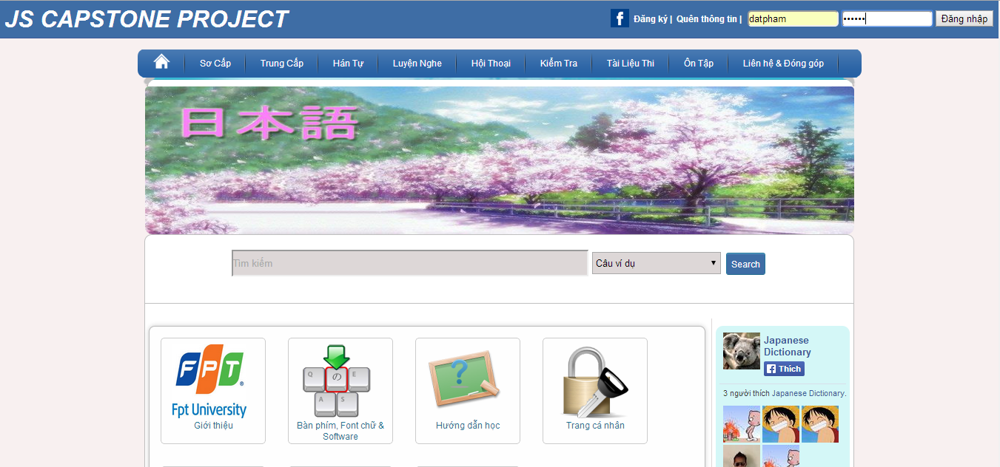 JS CAPSTONE PROJECT
Đăng ký | Quên thông tin |
datpham
••••••
Đăng nhập
Sơ Cấp
Trung Cấp
Hán Tự
Luyện Nghe
Hội Thoại
Kiểm Tra
Tài Liệu Thi
Ôn Tập
Liên hệ & Đóng góp
日本語
Tìm kiếm
Câu ví dụ
Search
FPT
Fpt University
Giới thiệu
Q
の
E
A
S
Bàn phím, Font chữ &
Software
?
Hướng dẫn học
Trang cá nhân
Japanese
Dictionary
Thích
3 người thích Japanese Dictionary.